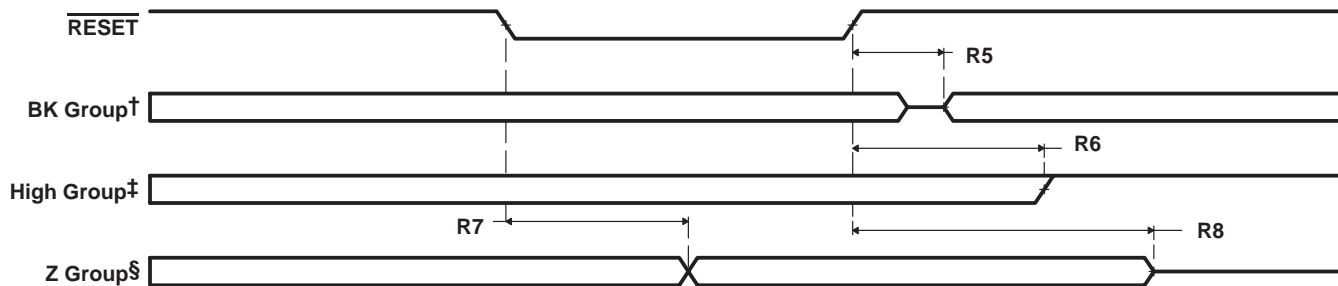 RESET
R5
BK Group†
R6
High Group‡
R7
R8
Z Group§